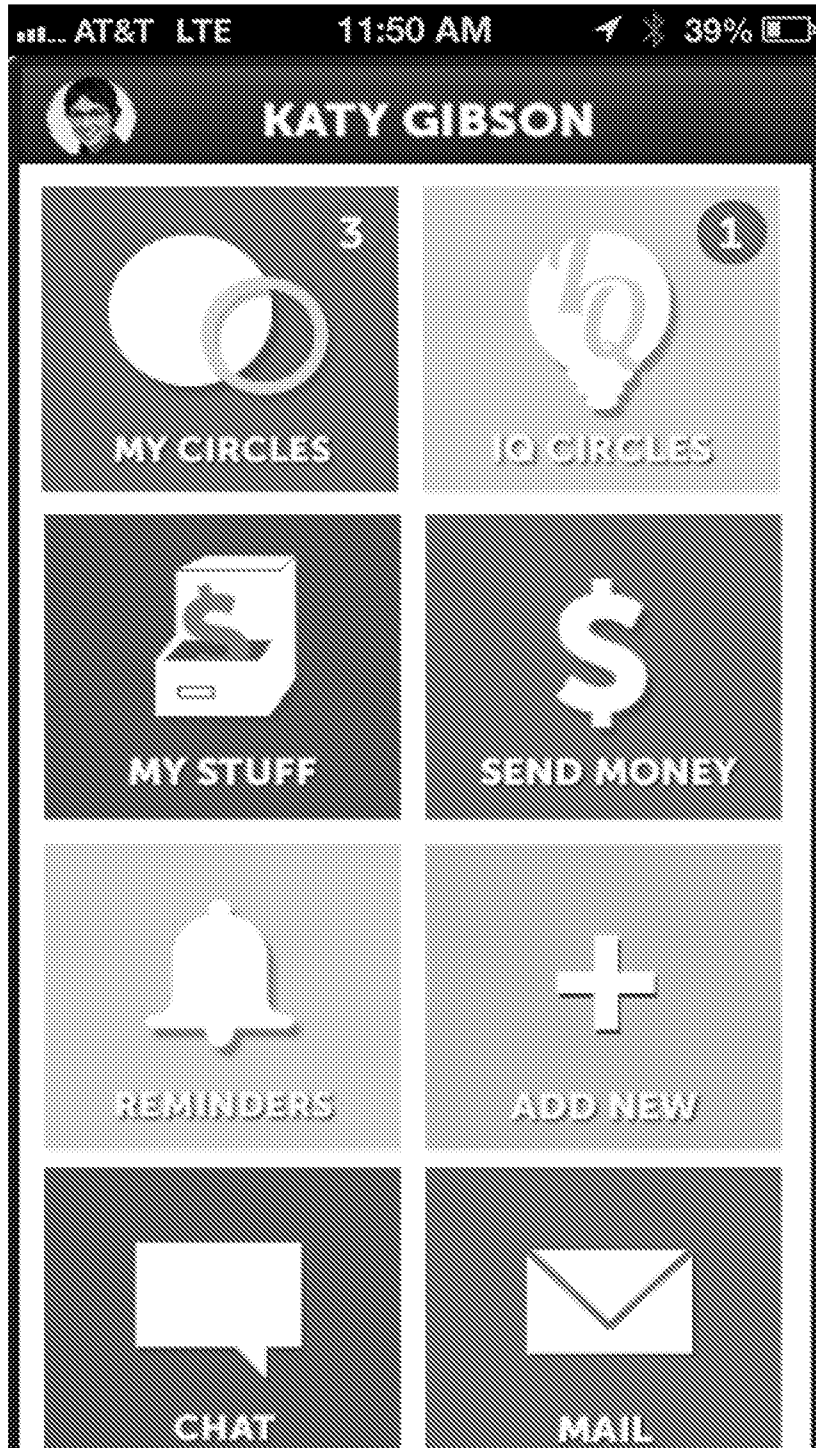 AT&T LTE 11:50 AM 39%
KATY GIBSON
3 1
IQ
MY CIRCLES IQ CIRCLES
$
MY STUFF SEND MONEY
REMINDERS ADD NEW
CHAT MAIL